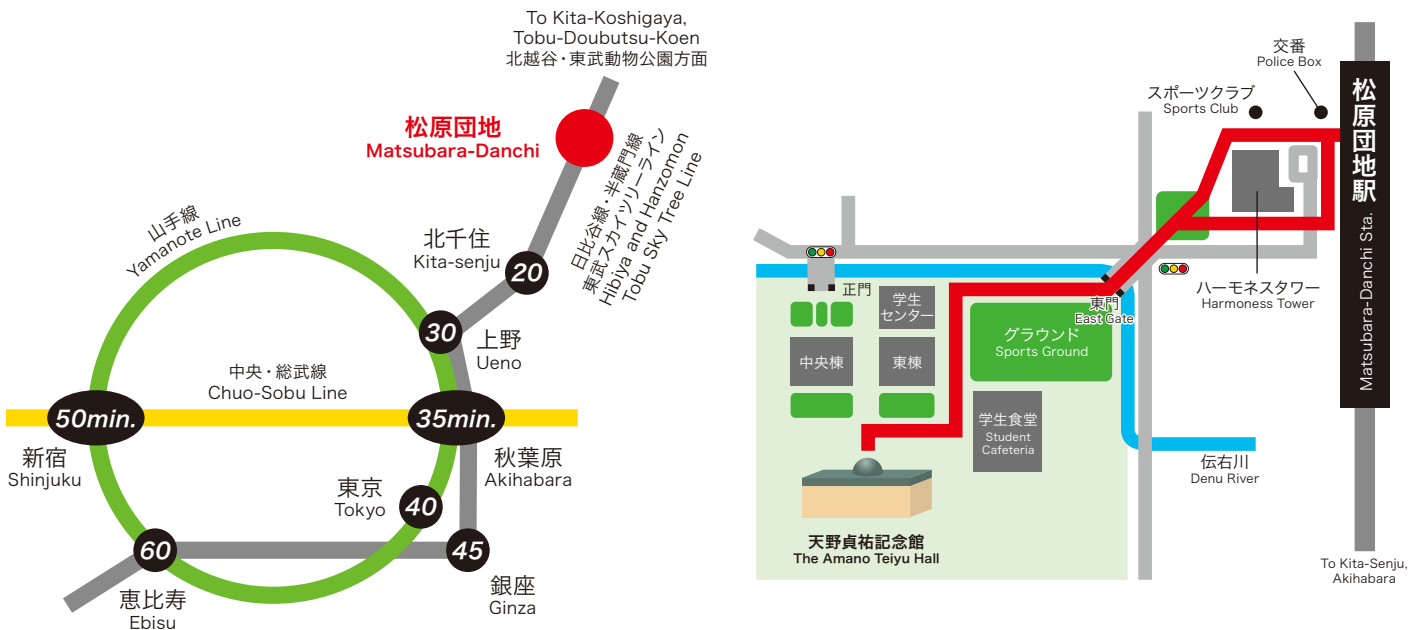 To Kita-Koshigaya,
Tobu-Doubutsu-Koen
北越谷・東武動物公園方面
松原団地
Matsubara-Danchi
日比谷線・半蔵門線
東武スカイツリーライン
Hibiya and Hanzomon
Tobu Sky Tree Line
山手線
Yamanote Line
北千住
Kita-senju
20
30
上野
Ueno
中央・総武線
Chuo-Sobu Line
50min.
35min.
新宿
Shinjuku
秋葉原
Akihabara
東京
Tokyo
40
60
45
恵比寿
Ebisu
銀座
Ginza
交番
Police Box
スポーツクラブ
Sports Club
松原団地駅
Matsubara-Danchi Sta.
ハーモネスタワー
Harmoness Tower
正門
東門
East Gate
学生
センター
グラウンド
Sports Ground
中央棟
東棟
学生食堂
Student
Cafeteria
伝右川
Denu River
天野貞祐記念館
The Amano Teiyu Hall
To Kita-Senju,
Akihabara